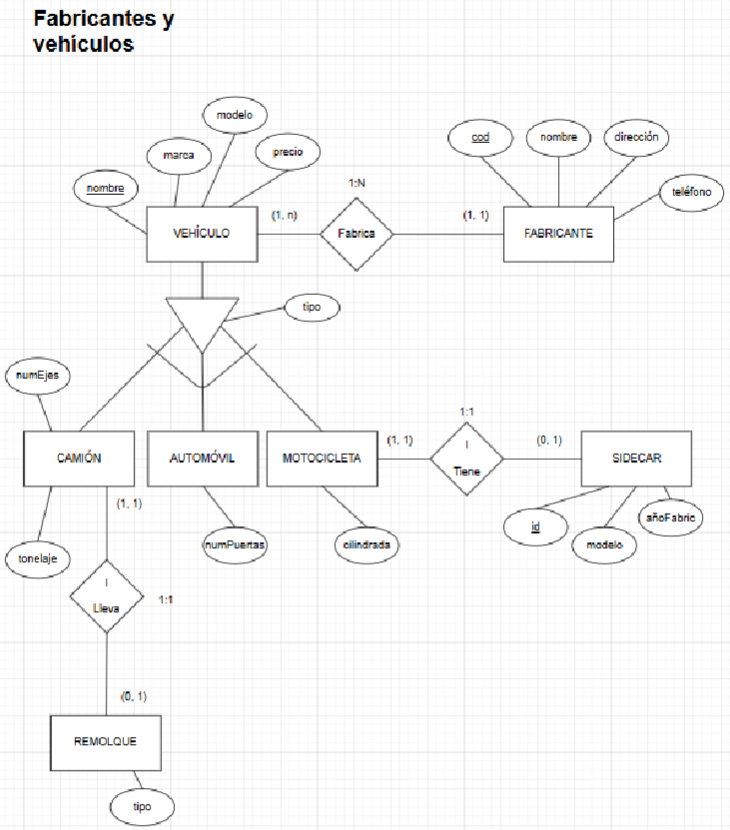 Fabricantes y
vehículos
modelo
marca
precio
nombre
cod
nombre
dirección
teléfono
1:N
VEHÍCULO
(1, n)
Fabrica
(1, 1)
FABRICANTE
tipo
numEjes
1:1
CAMIÓN
AUTOMÓVIL
MOTOCICLETA
(1, 1)
I
Tiene
(0, 1)
SIDECAR
(1, 1)
tonelaje
numPuertas
cilindrada
id
modelo
añoFabric
I
Lleva
1:1
(0, 1)
REMOLQUE
tipo